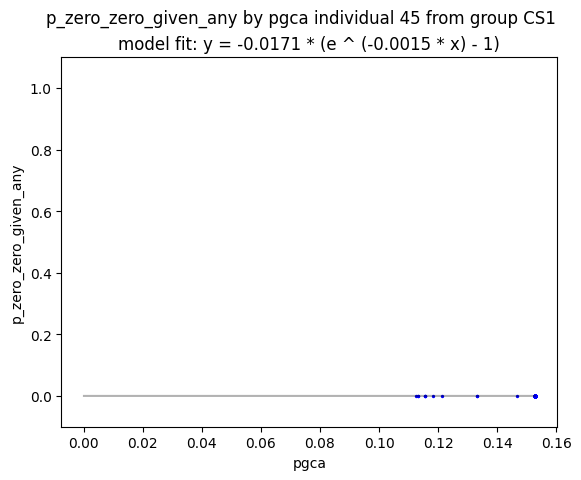 p_zero_zero_given_any by pgca individual 45 from group CS1
model fit: y = -0.0171 * (e ^ (-0.0015 * x) - 1)
1.0
0.8
0.6
0.4
0.2
0.0
p_zero_zero_given_any
0.00 0.02 0.04 0.06 0.08 0.10 0.12 0.14 0.16
pgca